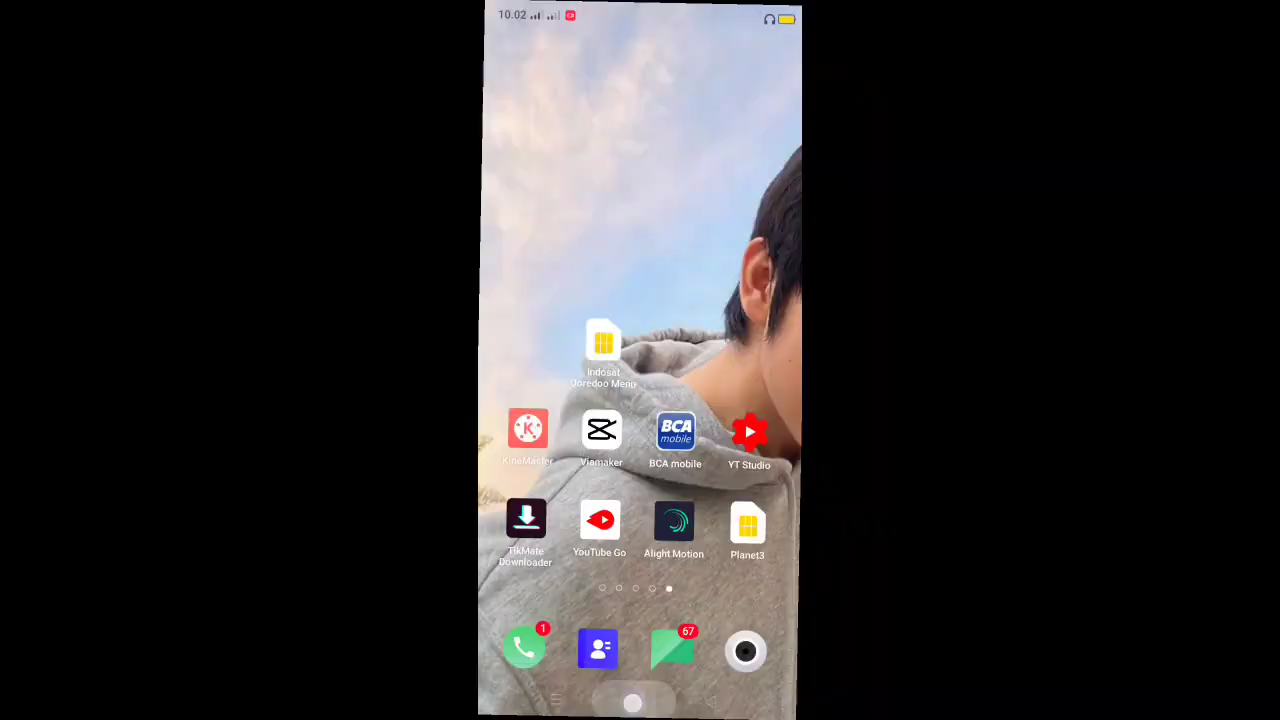 10.02
Indosat
Ooredoo Menu
KineMaster
Viamaker
BCA
mobile
BCA mobile
YT Studio
TikMate
Downloader
YouTube Go
Alight Motion
Planet3
1
67